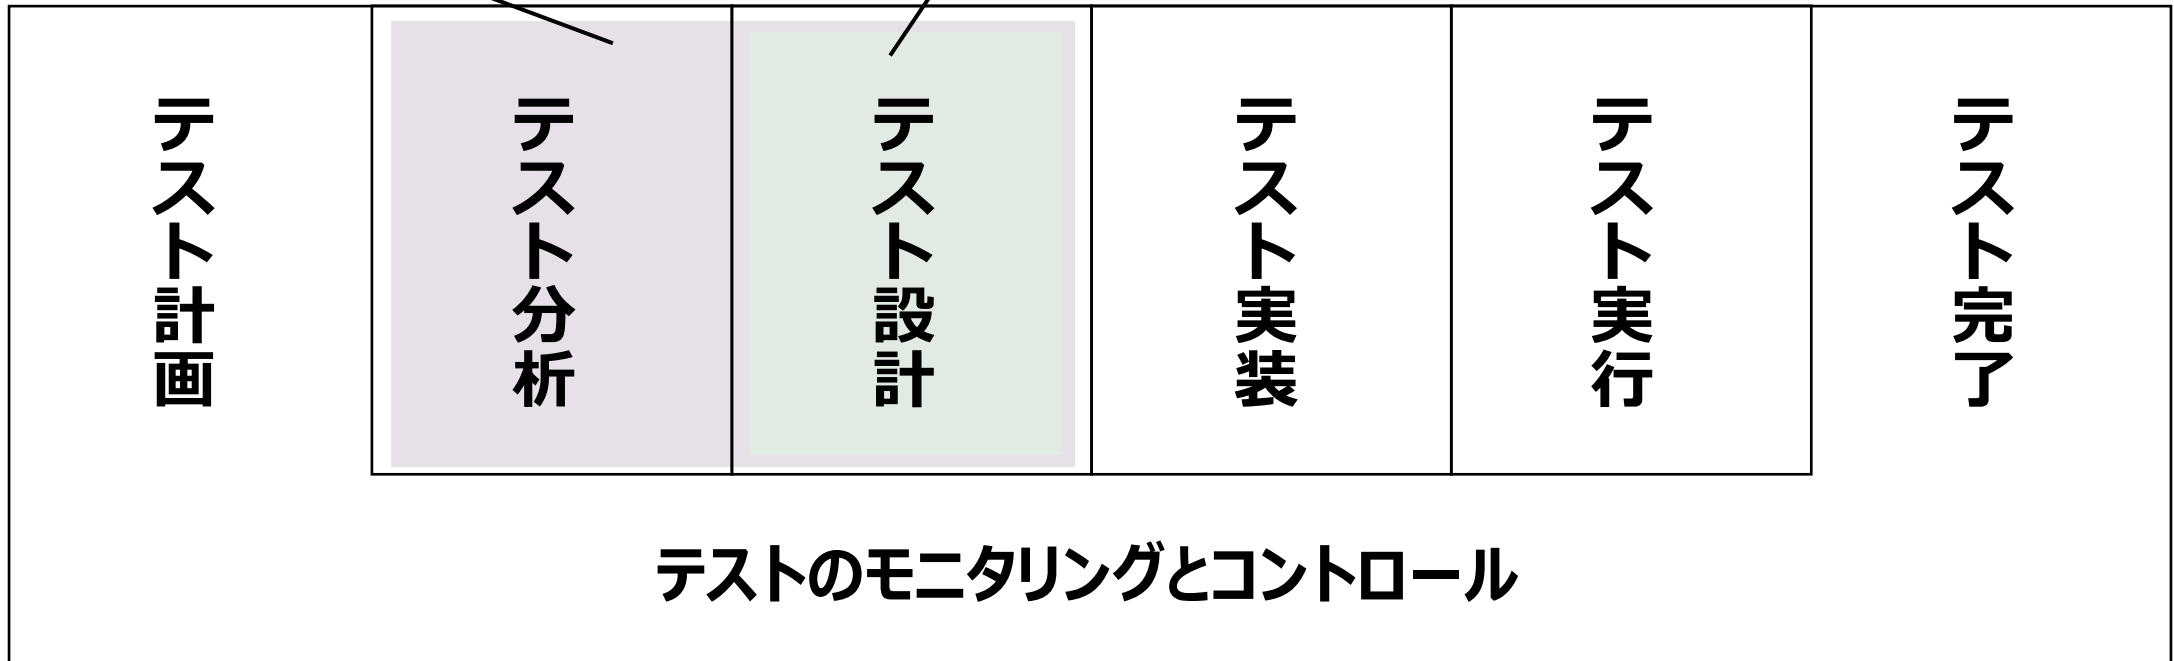 テスト計画
テスト分析
テスト設計
テスト実装
テスト実行
テスト完了
テストのモニタリングとコントロール